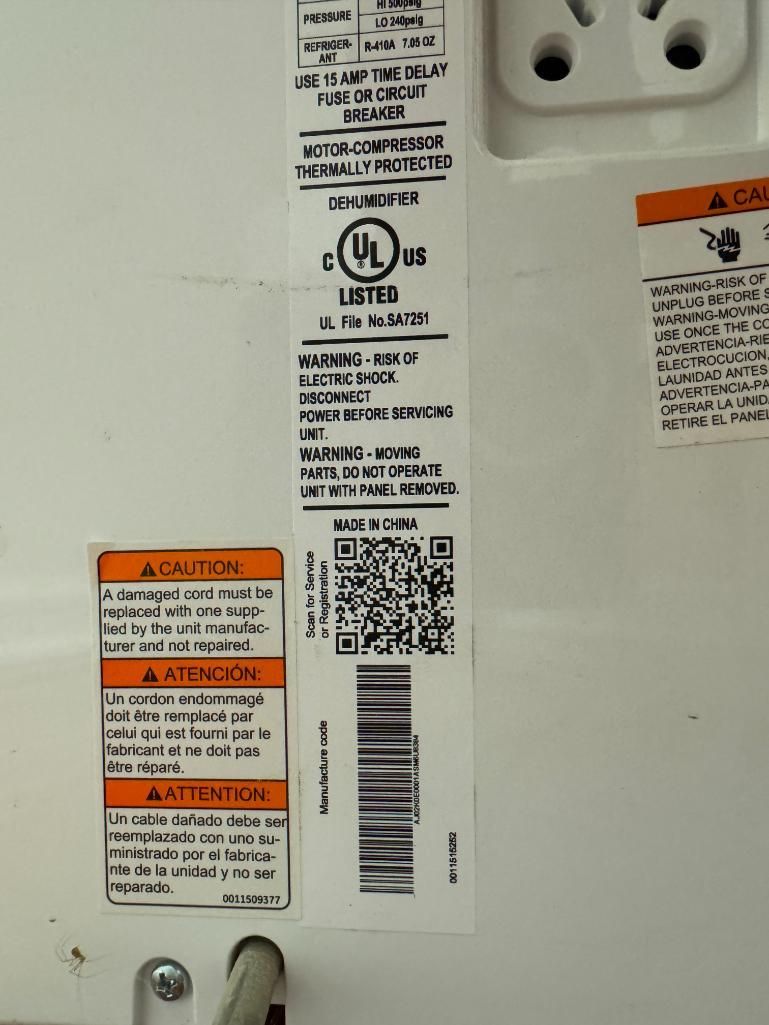 PRESSURE
HI 500psig
LO 240psig
REFRIGER-
ANT
R-410A 7.05 OZ
USE 15 AMP TIME DELAY
FUSE OR CIRCUIT
BREAKER
MOTOR-COMPRESSOR
THERMALLY PROTECTED
DEHUMIDIFIER
C UL ® US
LISTED
UL File No.SA7251
WARNING - RISK OF
ELECTRIC SHOCK.
DISCONNECT
POWER BEFORE SERVICING
UNIT.
WARNING - MOVING
PARTS, DO NOT OPERATE
UNIT WITH PANEL REMOVED.
MADE IN CHINA
Scan for Service
or Registration
Manufacture code
0011515252
CAU
WARNING-RISK OF
UNPLUG BEFORE S
WARNING-MOVING
USE ONCE THE CO
ADVERTENCIA-RIE
ELECTROCUCION,
LAUNIDAD ANTES
ADVERTENCIA-PA
OPERAR LA UNID
RETIRE EL PANEL
CAUTION:
A damaged cord must be
replaced with one supp-
lied by the unit manufac-
turer and not repaired.
ATENCIÓN:
Un cordon endommagé
doit être remplacé par
celui qui est fourni par le
fabricant et ne doit pas
être réparé.
ATTENTION:
Un cable dañado debe ser
reemplazado con uno su-
ministrado por el fabrica-
nte de la unidad y no ser
reparado.
0011509377